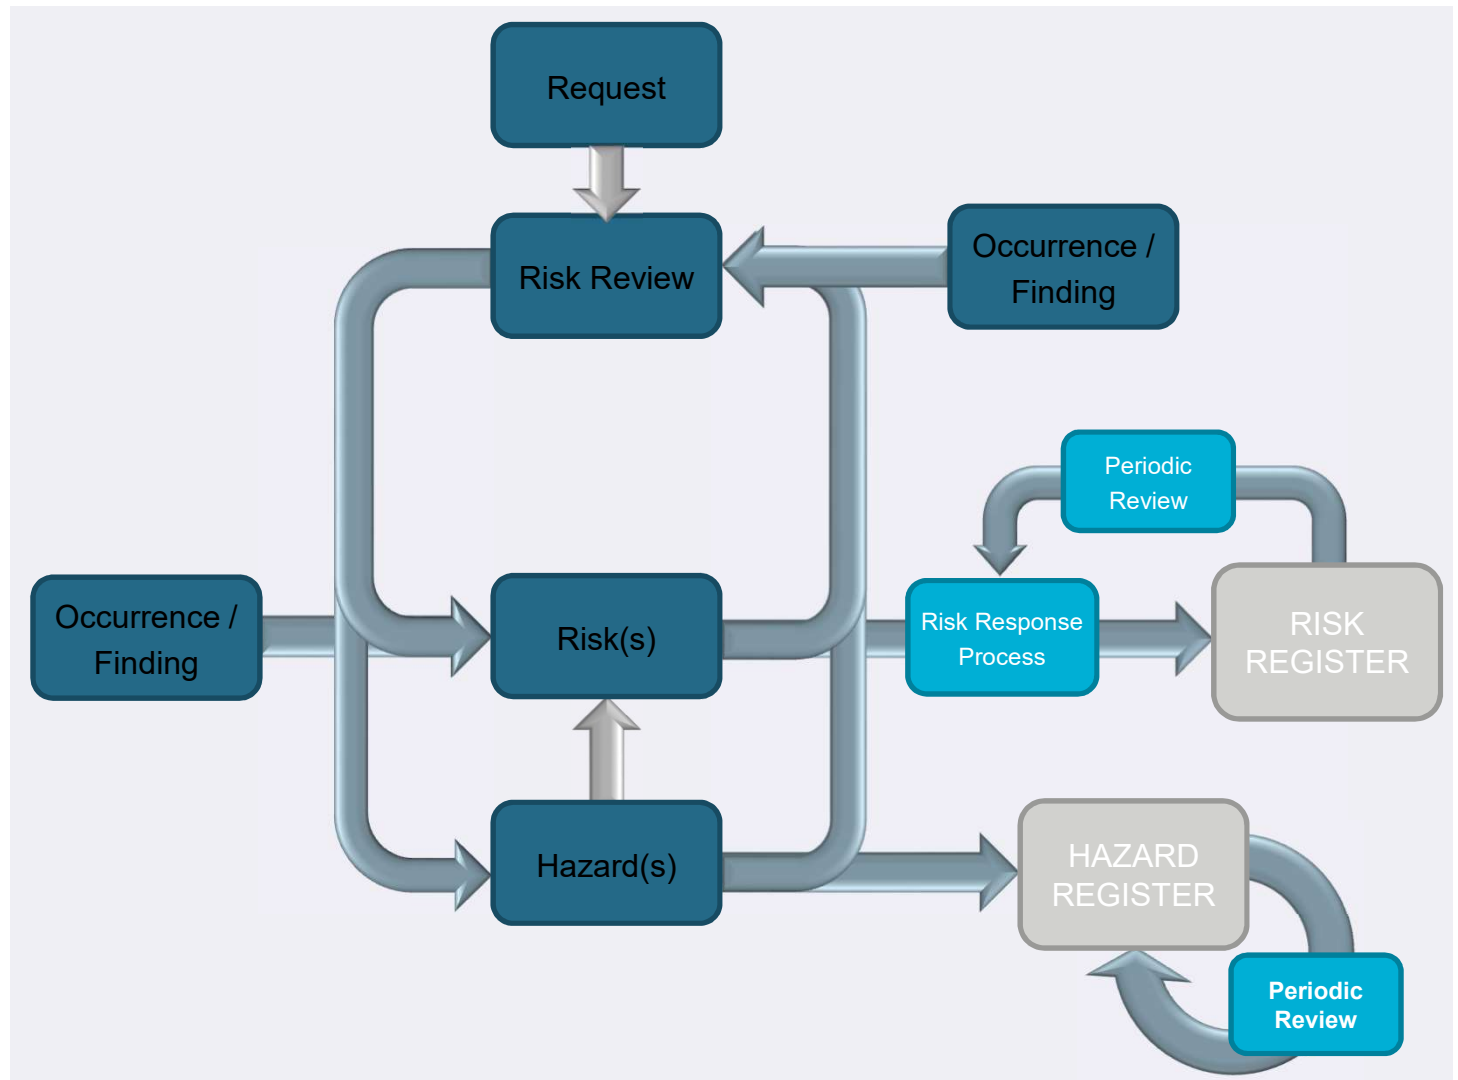 Request
Risk Review
Occurrence /
Finding
Periodic
Review
Occurrence /
Finding
Risk(s)
Risk Response
Process
RISK
REGISTER
Hazard(s)
HAZARD
REGISTER
Periodic
Review